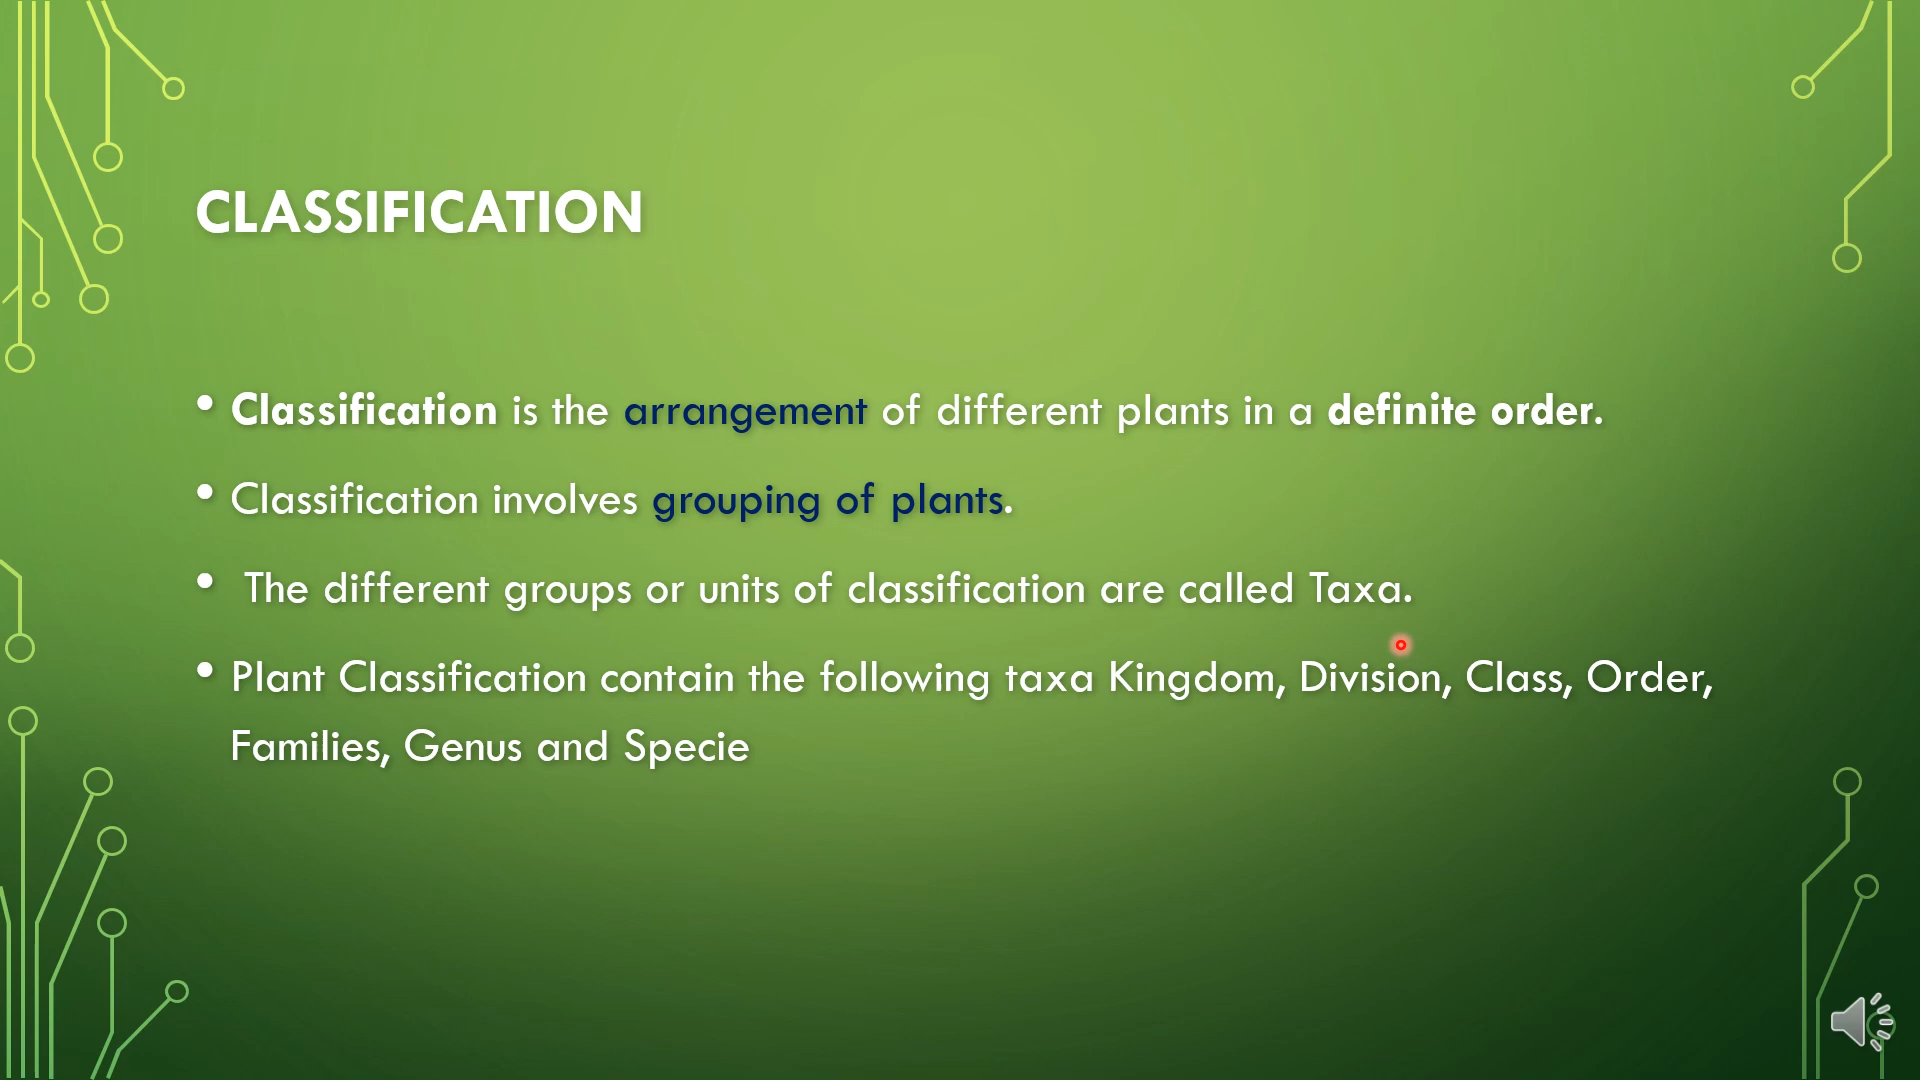 CLASSIFICATION
• Classification is the arrangement of different plants in a definite order.
• Classification involves grouping of plants.
• The different groups or units of classification are called Taxa.
• Plant Classification contain the following taxa Kingdom, Division, Class, Order,
Families, Genus and Specie